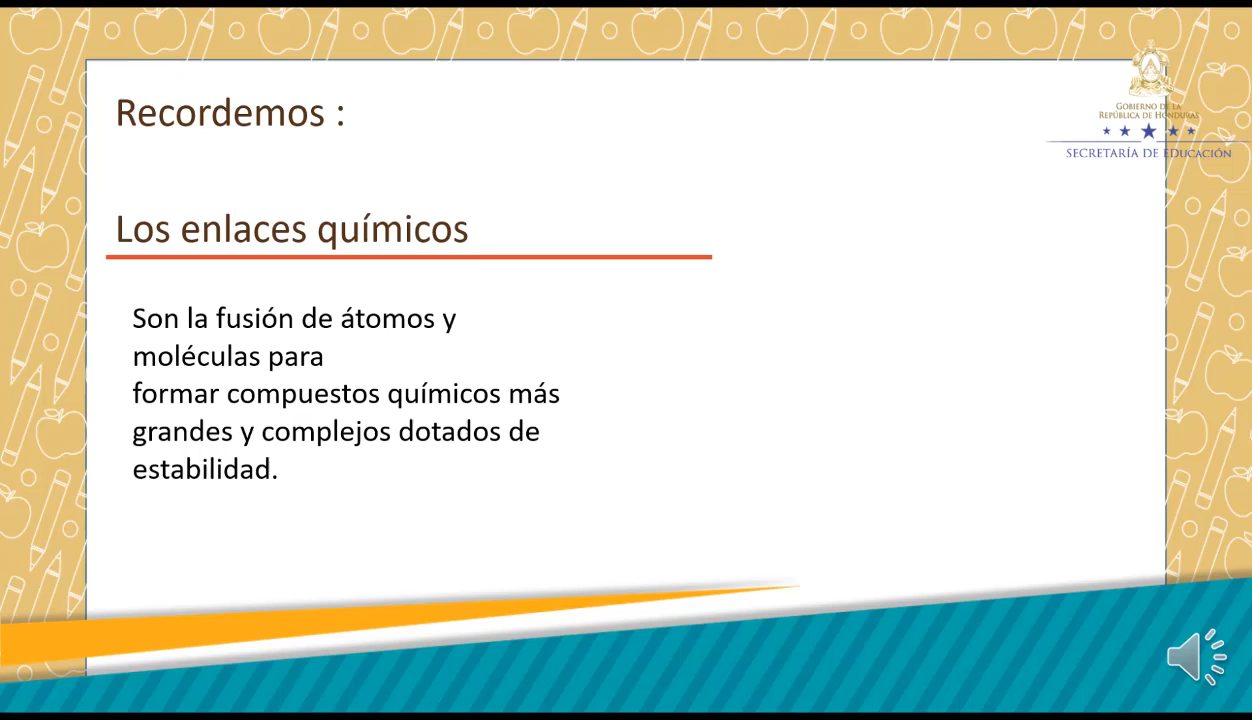 Recordemos :
GOBIERNO DE LA
REPÚBLICA DE HONDURAS
SECRETARÍA DE EDUCACIÓN
Los enlaces químicos
Son la fusión de átomos y
moléculas para
formar compuestos químicos más
grandes y complejos dotados de
estabilidad.